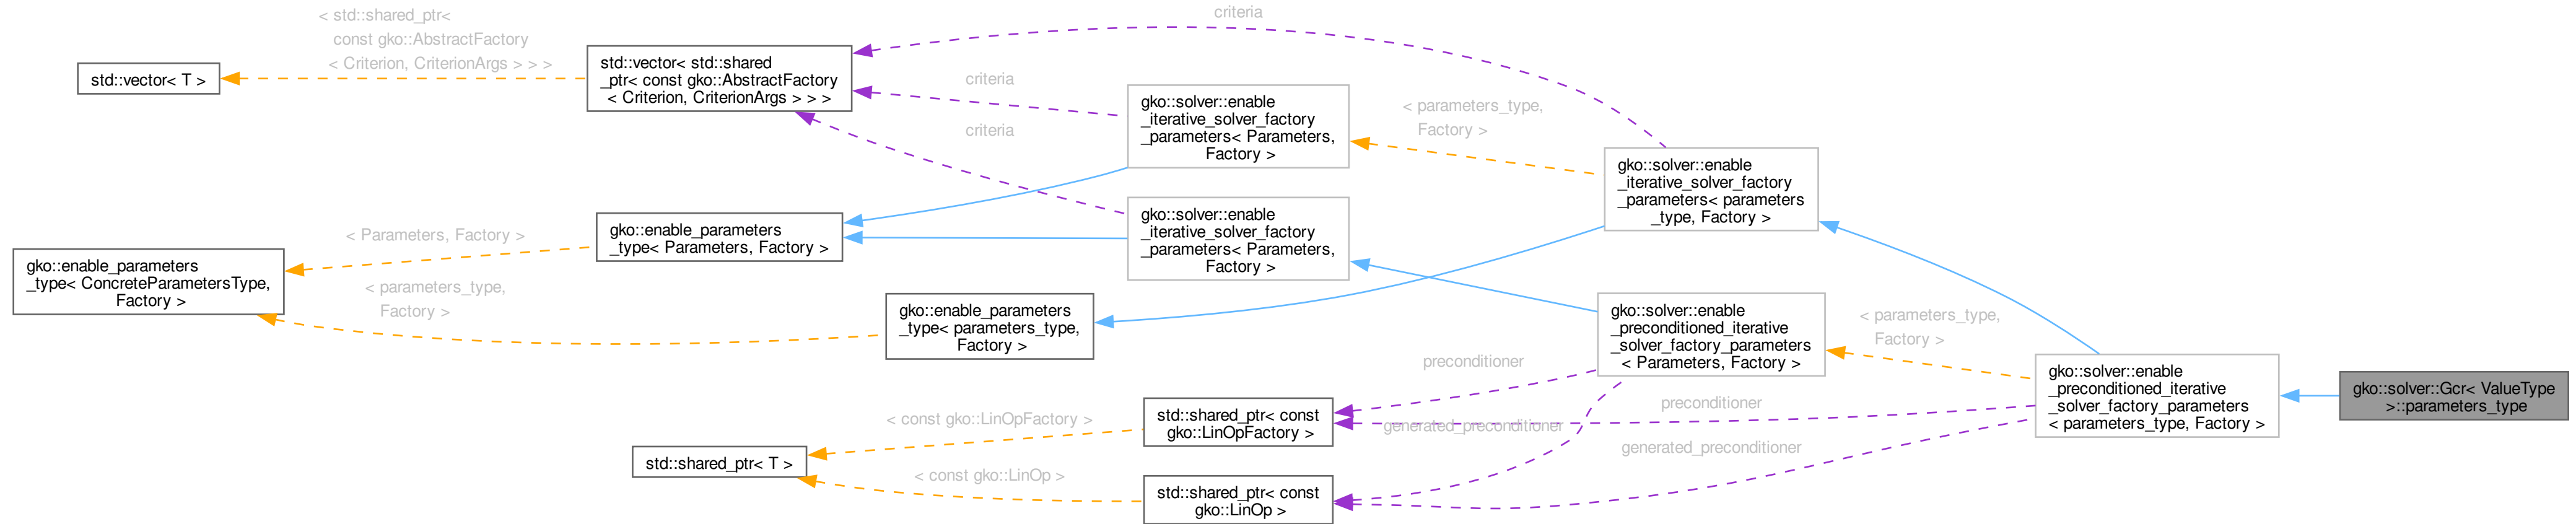 < std::shared_ptr<
const gko::AbstractFactory
< Criterion, CriterionArgs > > >
std::vector< T >
std::vector< std::shared
_ptr< const gko::AbstractFactory
< Criterion, CriterionArgs > > >
criteria
criteria
criteria
gko::solver::enable
_iterative_solver_factory
_parameters< Parameters,
Factory >
< parameters_type,
Factory >
gko::solver::enable
_iterative_solver_factory
_parameters< parameters
_type, Factory >
gko::solver::enable
_iterative_solver_factory
_parameters< Parameters,
Factory >
gko::enable_parameters
_type< Parameters, Factory >
< Parameters, Factory >
gko::enable_parameters
_type< ConcreteParametersType,
Factory >
< parameters_type,
Factory >
gko::enable_parameters
_type< parameters_type,
Factory >
gko::solver::enable
_preconditioned_iterative
_solver_factory_parameters
< Parameters, Factory >
< parameters_type,
Factory >
gko::solver::enable
_preconditioned_iterative
_solver_factory_parameters
< parameters_type, Factory >
gko::solver::Gcr< ValueType
>::parameters_type
preconditioner
preconditioner
generated_preconditioner
generated_preconditioner
std::shared_ptr< const
gko::LinOpFactory >
< const gko::LinOpFactory >
std::shared_ptr< T >
< const gko::LinOp >
std::shared_ptr< const
gko::LinOp >